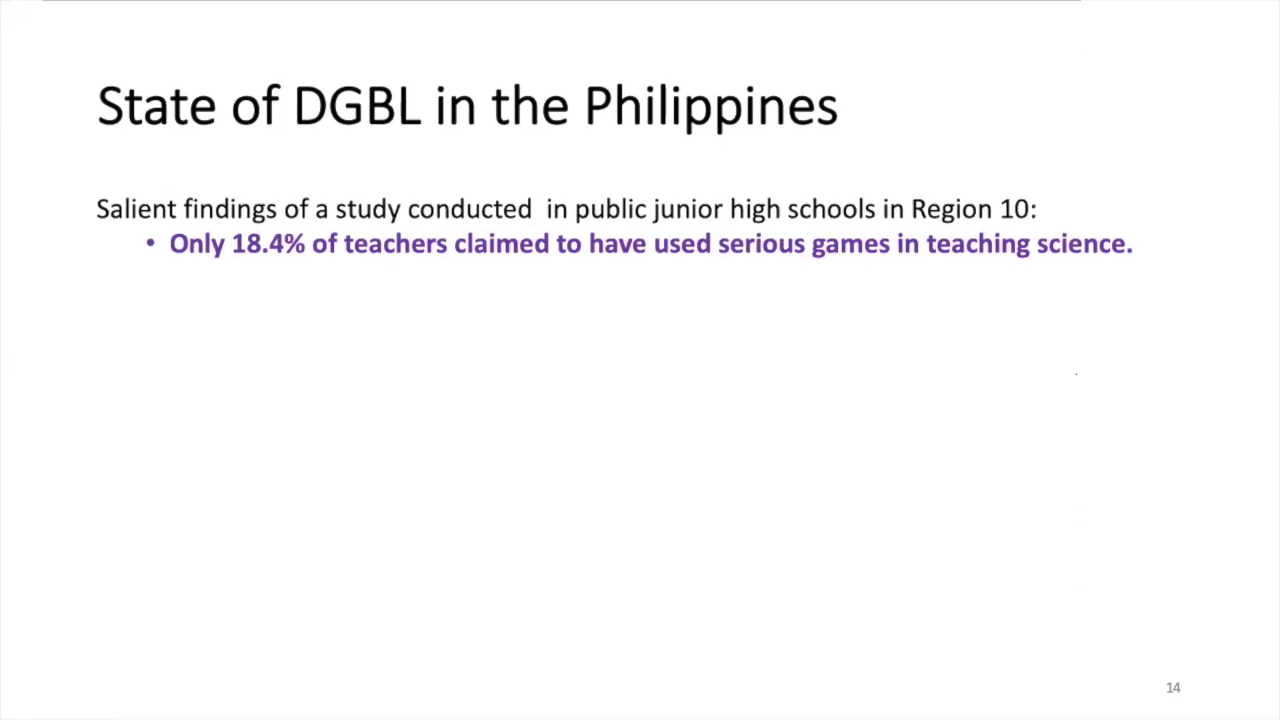 State of DGBL in the Philippines
Salient findings of a study conducted  in public junior high schools in Region 10:
• Only 18.4% of teachers claimed to have used serious games in teaching science.
14